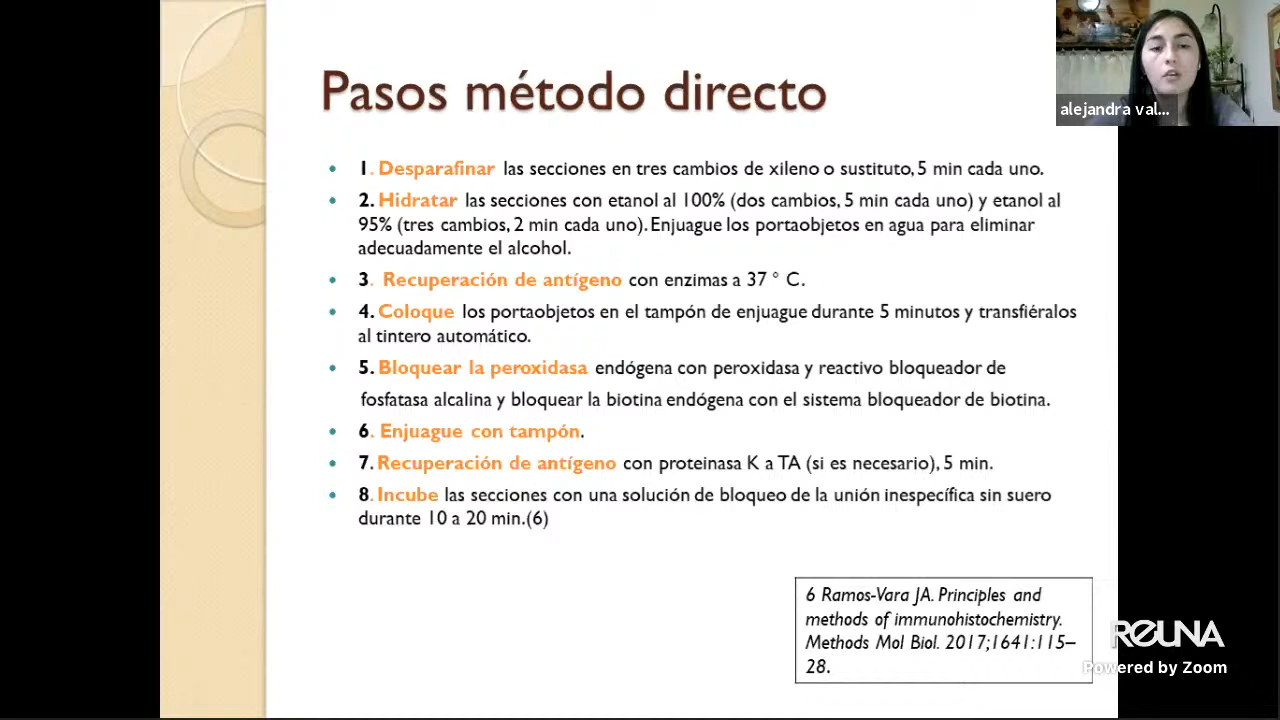 Pasos método directo
alejandra val...
1. Desparafinar las secciones en tres cambios de xileno o sustituto, 5 min cada uno.
2. Hidratar las secciones con etanol al 100% (dos cambios, 5 min cada uno) y etanol al
95% (tres cambios, 2 min cada uno). Enjuague los portaobjetos en agua para eliminar
adecuadamente el alcohol.
3. Recuperación de antígeno con enzimas a 37 ° C.
4. Coloque los portaobjetos en el tampón de enjuague durante 5 minutos y transfiéralos
al tintero automático.
5. Bloquear la peroxidasa endógena con peroxidasa y reactivo bloqueador de
fosfatasa alcalina y bloquear la biotina endógena con el sistema bloqueador de biotina.
6. Enjuague con tampón.
7. Recuperación de antígeno con proteinasa K a TA (si es necesario), 5 min.
8. Incube las secciones con una solución de bloqueo de la unión inespecífica sin suero
durante 10 a 20 min.(6)
6 Ramos-Vara JA. Principles and
methods of immunohistochemistry.
Methods Mol Biol. 2017;1641:115–
28.
REUNA
Powered by Zoom